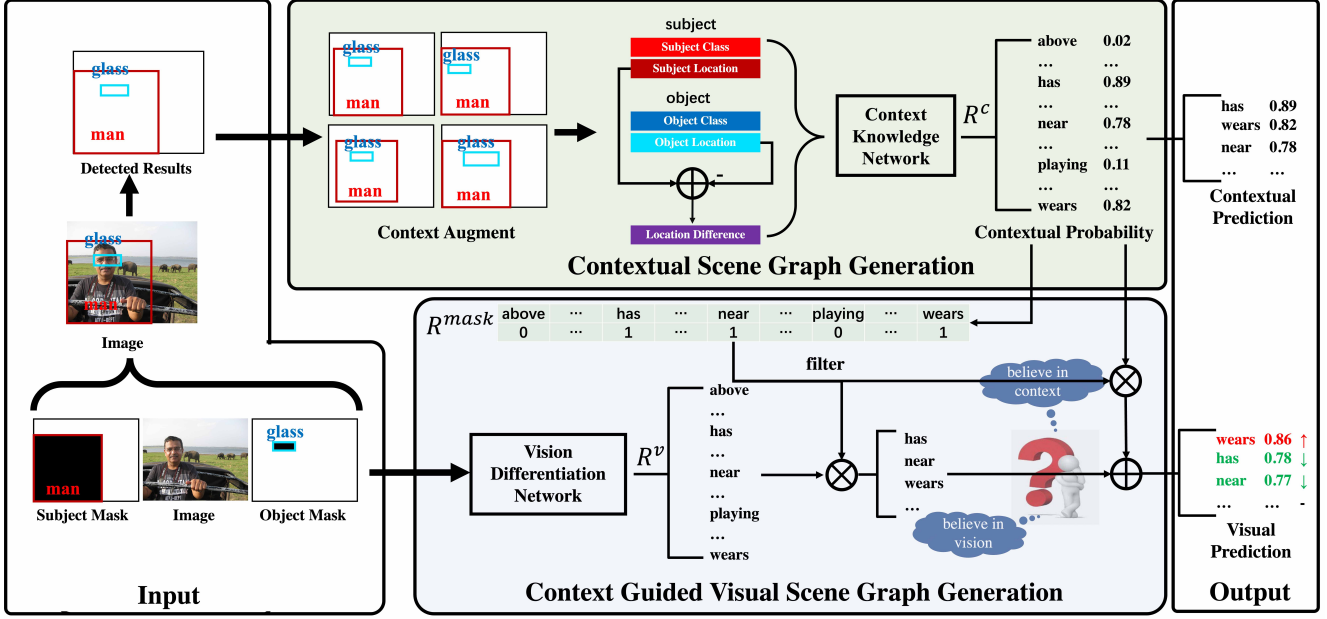 glass
man
Detected Results
glass
man
Image
man
Subject Mask
Image
glass
Object Mask
Input
glass
man
glass
man
glass
man
glass
man
Context Augment
subject
Subject Class
Subject Location
object
Object Class
Object Location
-
Location Difference
Context
Knowledge
Network
R^c
above 0.02
... ...
has 0.89
... ...
near 0.78
... ...
playing 0.11
... ...
wears 0.82
Contextual Probability
Contextual Scene Graph Generation
R^mask
above ... has ... near ... playing ... wears
0 ... 1 ... 1 ... 0 ... 1
filter
Vision
Differentiation
Network
R^v
above
...
has
...
near
...
playing
...
wears
has
near
wears
...
believe in
context
believe in
vision
?
Context Guided Visual Scene Graph Generation
has 0.89
wears 0.82
near 0.78
... ...
Contextual
Prediction
wears 0.86 ↑
has 0.78 ↓
near 0.77 ↓
... ... -
Visual
Prediction
Output